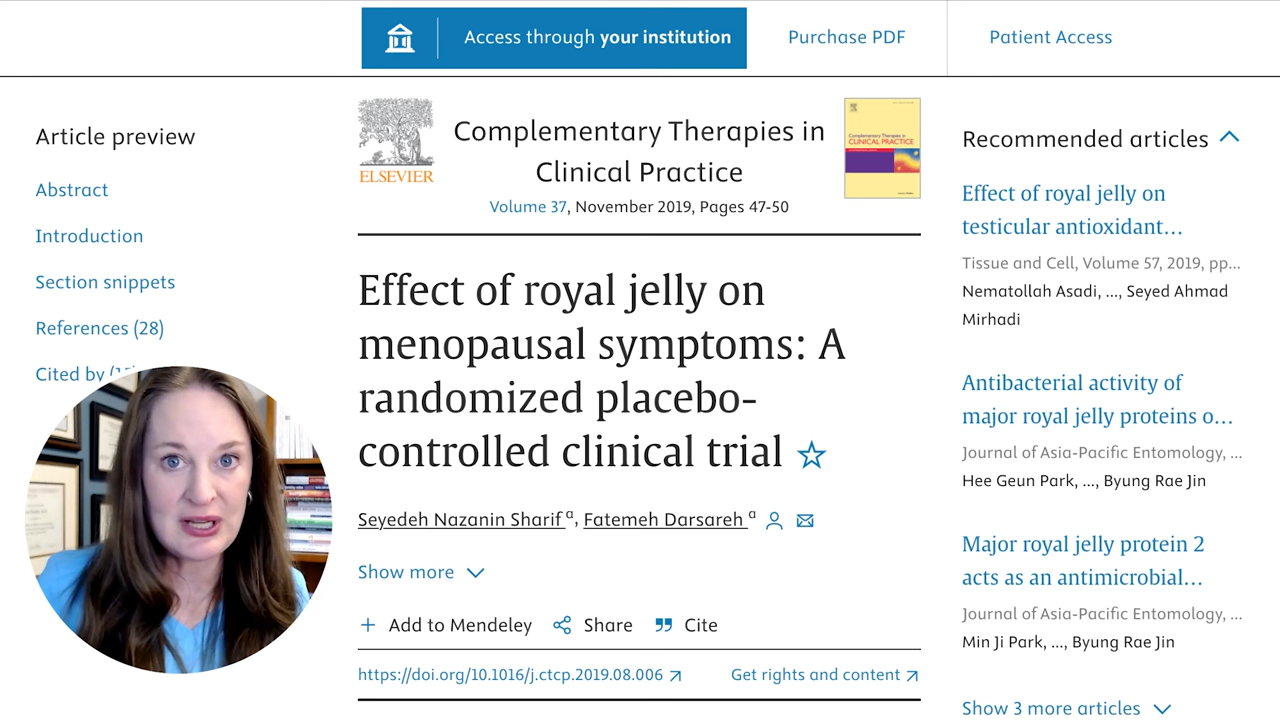 Access through your institution
Purchase PDF
Patient Access
Article preview
Abstract
Introduction
Section snippets
References (28)
Cited by
ELSEVIER
Complementary Therapies in
Clinical Practice
Volume 37, November 2019, Pages 47-50
Complementary Therapies in
CLINICAL PRACTICE
Effect of royal jelly on
menopausal symptoms: A
randomized placebo-
controlled clinical trial
Seyedeh Nazanin Sharif a, Fatemeh Darsareh a
Show more
Add to Mendeley
Share
Cite
https://doi.org/10.1016/j.ctcp.2019.08.006
Get rights and content
Recommended articles
Effect of royal jelly on
testicular antioxidant…
Tissue and Cell, Volume 57, 2019, pp...
Nematollah Asadi, ..., Seyed Ahmad
Mirhadi
Antibacterial activity of
major royal jelly proteins o…
Journal of Asia-Pacific Entomology, ...
Hee Geun Park, ..., Byung Rae Jin
Major royal jelly protein 2
acts as an antimicrobial…
Journal of Asia-Pacific Entomology, ...
Min Ji Park, ..., Byung Rae Jin
Show 3 more articles